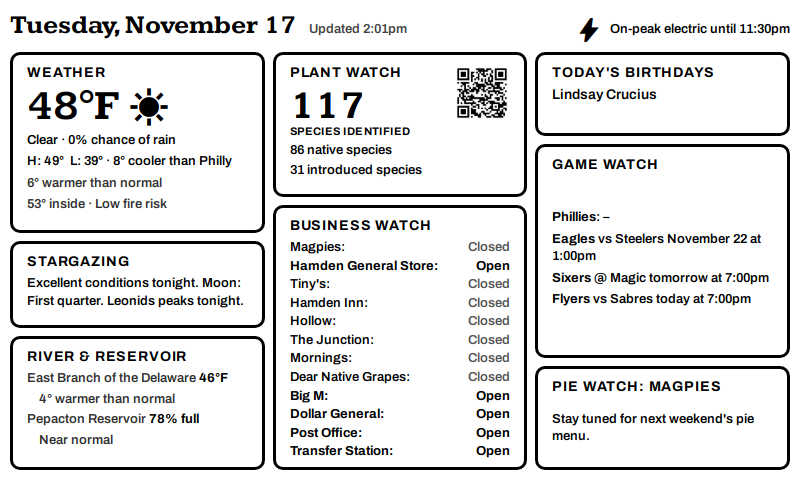 Tuesday, November 17 Updated 2:01pm
On-peak electric until 11:30pm
WEATHER
48°F
Clear · 0% chance of rain
H: 49° L: 39° · 8° cooler than Philly
6° warmer than normal
53° inside · Low fire risk
STARGAZING
Excellent conditions tonight. Moon:
First quarter. Leonids peaks tonight.
RIVER & RESERVOIR
East Branch of the Delaware 46°F
4° warmer than normal
Pepacton Reservoir 78% full
Near normal
PLANT WATCH
117
SPECIES IDENTIFIED
86 native species
31 introduced species
BUSINESS WATCH
Magpies: Closed
Hamden General Store: Open
Tiny's: Closed
Hamden Inn: Closed
Hollow: Closed
The Junction: Closed
Mornings: Closed
Dear Native Grapes: Closed
Big M: Open
Dollar General: Open
Post Office: Open
Transfer Station: Open
TODAY'S BIRTHDAYS
Lindsay Crucius
GAME WATCH
Phillies: –
Eagles vs Steelers November 22 at
1:00pm
Sixers @ Magic tomorrow at 7:00pm
Flyers vs Sabres today at 7:00pm
PIE WATCH: MAGPIES
Stay tuned for next weekend's pie
menu.